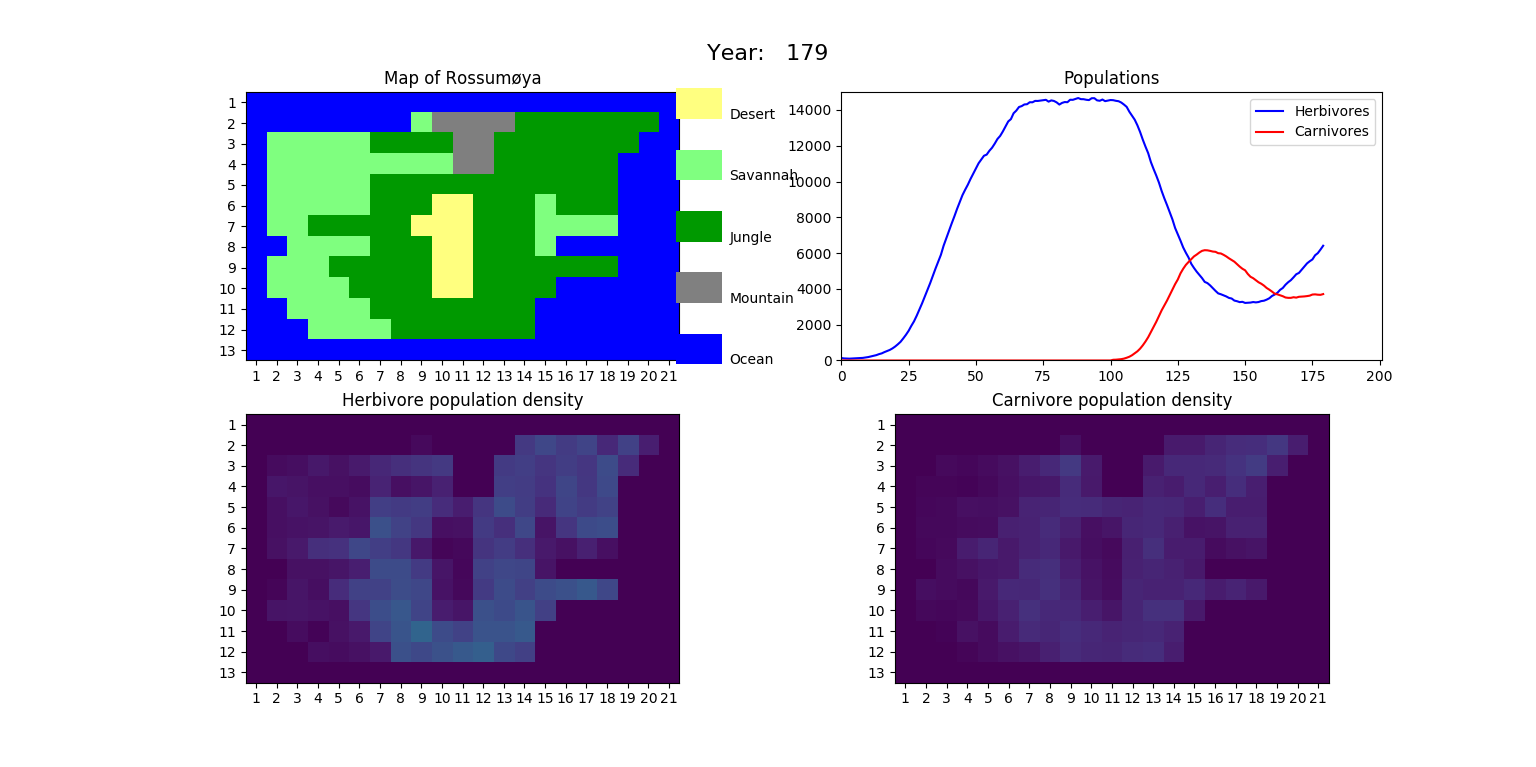 Year: 179
Map of Rossumøya
1
2
3
4
5
6
7
8
9
10
11
12
13
1 2 3 4 5 6 7 8 9 10 11 12 13 14 15 16 17 18 19 20 21
Desert
Savannah
Jungle
Mountain
Ocean
Populations
14000
12000
10000
8000
6000
4000
2000
0
0 25 50 75 100 125 150 175 200
Herbivores
Carnivores
Herbivore population density
1
2
3
4
5
6
7
8
9
10
11
12
13
1 2 3 4 5 6 7 8 9 10 11 12 13 14 15 16 17 18 19 20 21
Carnivore population density
1
2
3
4
5
6
7
8
9
10
11
12
13
1 2 3 4 5 6 7 8 9 10 11 12 13 14 15 16 17 18 19 20 21